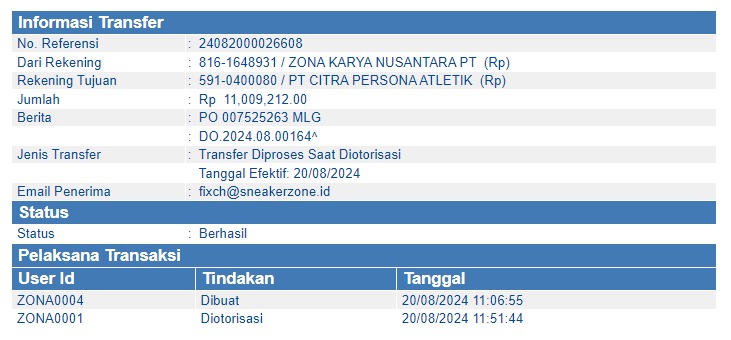 Informasi Transfer
No. Referensi : 24082000026608
Dari Rekening : 816-1648931 / ZONA KARYA NUSANTARA PT (Rp)
Rekening Tujuan : 591-0400080 / PT CITRA PERSONA ATLETIK (Rp)
Jumlah : Rp 11,009,212.00
Berita : PO 007525263 MLG
: DO.2024.08.00164^
Jenis Transfer : Transfer Diproses Saat Diotorisasi
Tanggal Efektif: 20/08/2024
Email Penerima : fixch@sneakerzone.id
Status
Status : Berhasil
Pelaksana Transaksi
User Id Tindakan Tanggal
ZONA0004 Dibuat 20/08/2024 11:06:55
ZONA0001 Diotorisasi 20/08/2024 11:51:44